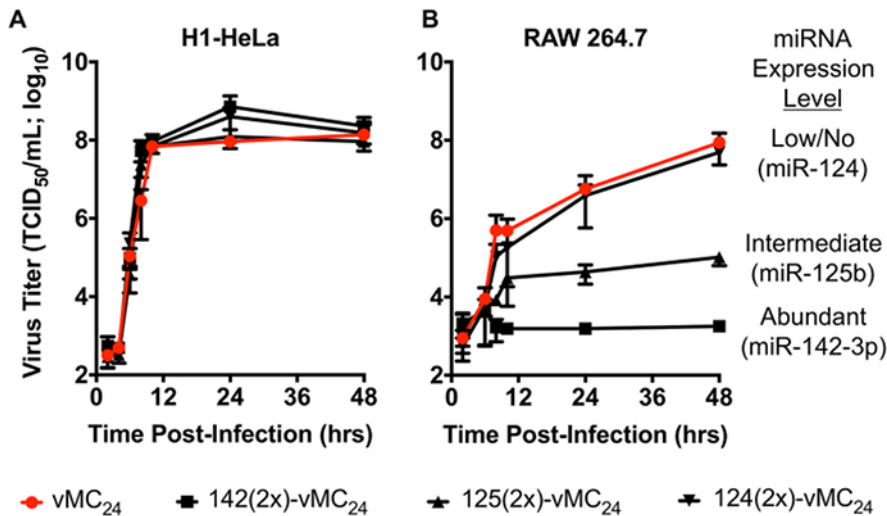 A
H1-HeLa
Virus Titer (TCID50/mL; log10)
10
8
6
4
2
0
12
24
36
48
Time Post-Infection (hrs)
B
RAW 264.7
10
8
6
4
2
0
12
24
36
48
Time Post-Infection (hrs)
miRNA
Expression
Level
Low/No
(miR-124)
Intermediate
(miR-125b)
Abundant
(miR-142-3p)
vMC24
142(2x)-vMC24
125(2x)-vMC24
124(2x)-vMC24